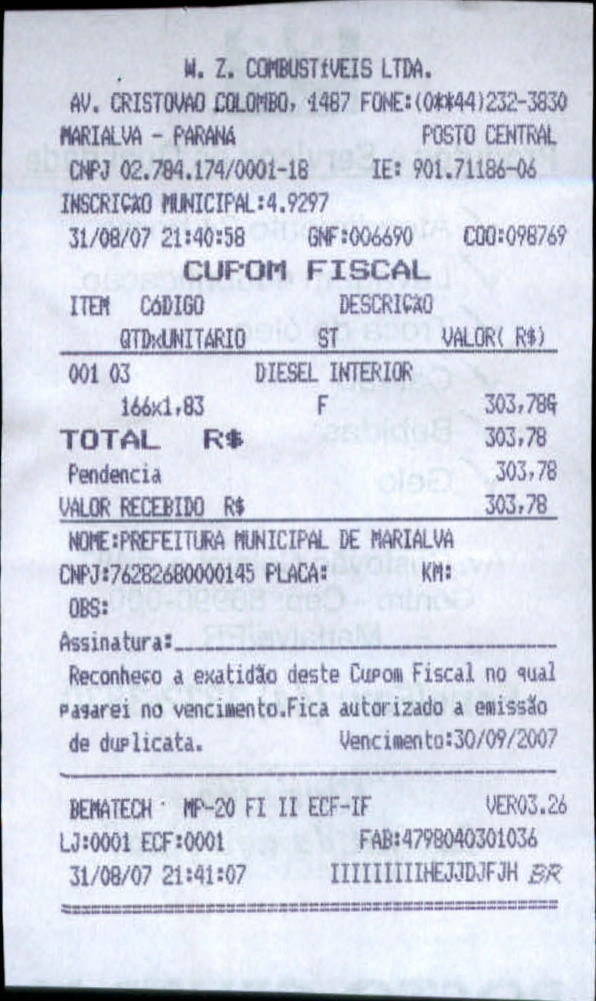 W. Z. COMBUSTíVEIS LTDA.
AV. CRISTOVAO COLOMBO, 1487 FONE:(0**44)232-3830
MARIALVA - PARANá
POSTO CENTRAL
CNPJ 02.784.174/0001-18 IE: 901.71186-06
INSCRIÇãO MUNICIPAL:4.9297
31/08/07 21:40:58 GNF:006690 COO:098769
CUPOM FISCAL
ITEM CóDIGO DESCRIÇãO
QTDxUNITáRIO ST VALOR( R$)
001 03 DIESEL INTERIOR
166x1,83 F 303,78G
TOTAL R$ 303,78
Pendencia 303,78
VALOR RECEBIDO R$ 303,78
NOME:PREFEITURA MUNICIPAL DE MARIALVA
CNPJ:76282680000145 PLACA: KM:
OBS:
Assinatura:
Reconheço a exatidão deste Cupom Fiscal no qual
pagarei no vencimento.Fica autorizado a emissão
de duplicata. Vencimento:30/09/2007
BEMATECH MP-20 FI II ECF-IF VER03.26
LJ:0001 ECF:0001 FAB:4798040301036
31/08/07 21:41:07 IIIIIIIIIHEJJDJFJH BR